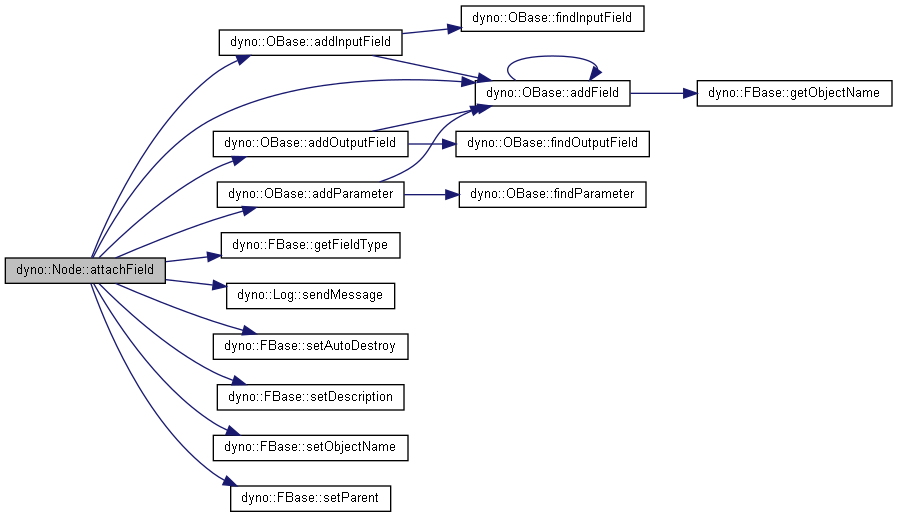 dyno::OBase::findInputField
dyno::OBase::addInputField
dyno::OBase::addField
dyno::FBase::getObjectName
dyno::OBase::addOutputField
dyno::OBase::findOutputField
dyno::OBase::addParameter
dyno::OBase::findParameter
dyno::FBase::getFieldType
dyno::Node::attachField
dyno::Log::sendMessage
dyno::FBase::setAutoDestroy
dyno::FBase::setDescription
dyno::FBase::setObjectName
dyno::FBase::setParent